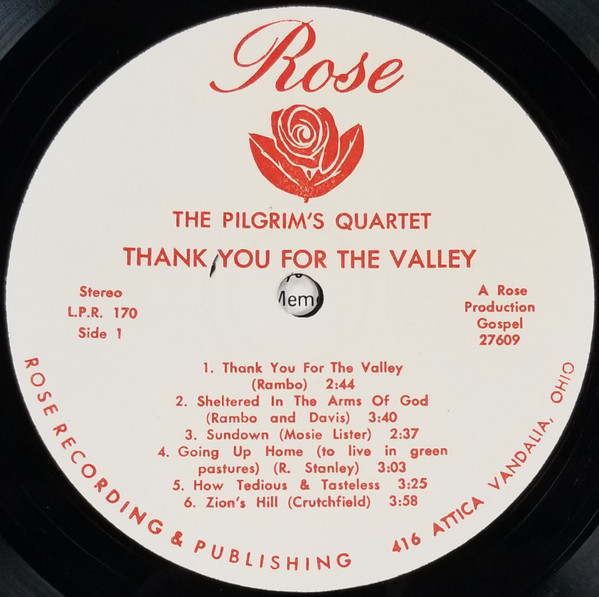 Rose
THE PILGRIM'S QUARTET
THANK YOU FOR THE VALLEY
Stereo
L.P.R. 170
Side 1
A Rose
Production
Gospel
27609
1. Thank You For The Valley
(Rambo) 2:44
2. Sheltered In The Arms Of God
(Rambo and Davis) 3:40
3. Sundown (Mosie Lister) 2:37
4. Going Up Home (to live in green
pastures) (R. Stanley) 3:03
5. How Tedious & Tasteless 3:25
6. Zion's Hill (Crutchfield) 3:58
ROSE RECORDING & PUBLISHING 416 ATTICA VANDALIA, OHIO